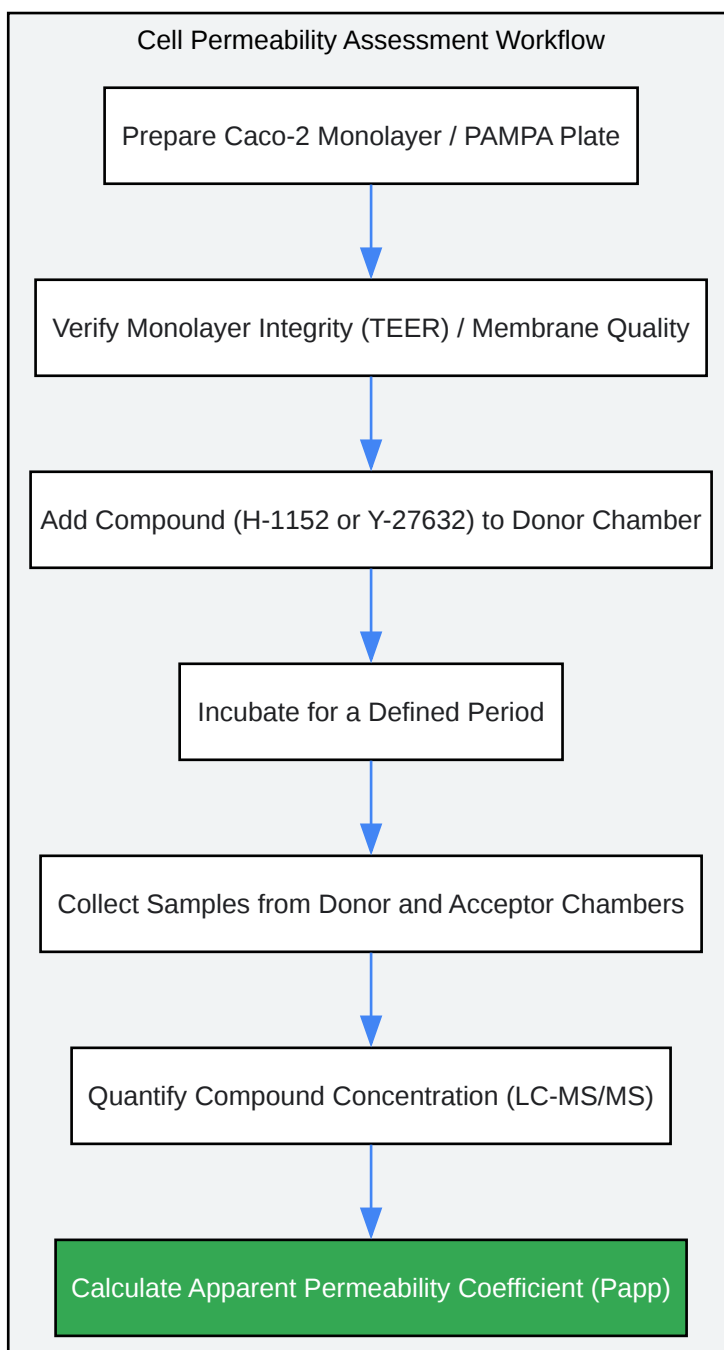 Cell Permeability Assessment Workflow
Prepare Caco-2 Monolayer / PAMPA Plate
Verify Monolayer Integrity (TEER) / Membrane Quality
Add Compound (H-1152 or Y-27632) to Donor Chamber
Incubate for a Defined Period
Collect Samples from Donor and Acceptor Chambers
Quantify Compound Concentration (LC-MS/MS)
Calculate Apparent Permeability Coefficient (Papp)